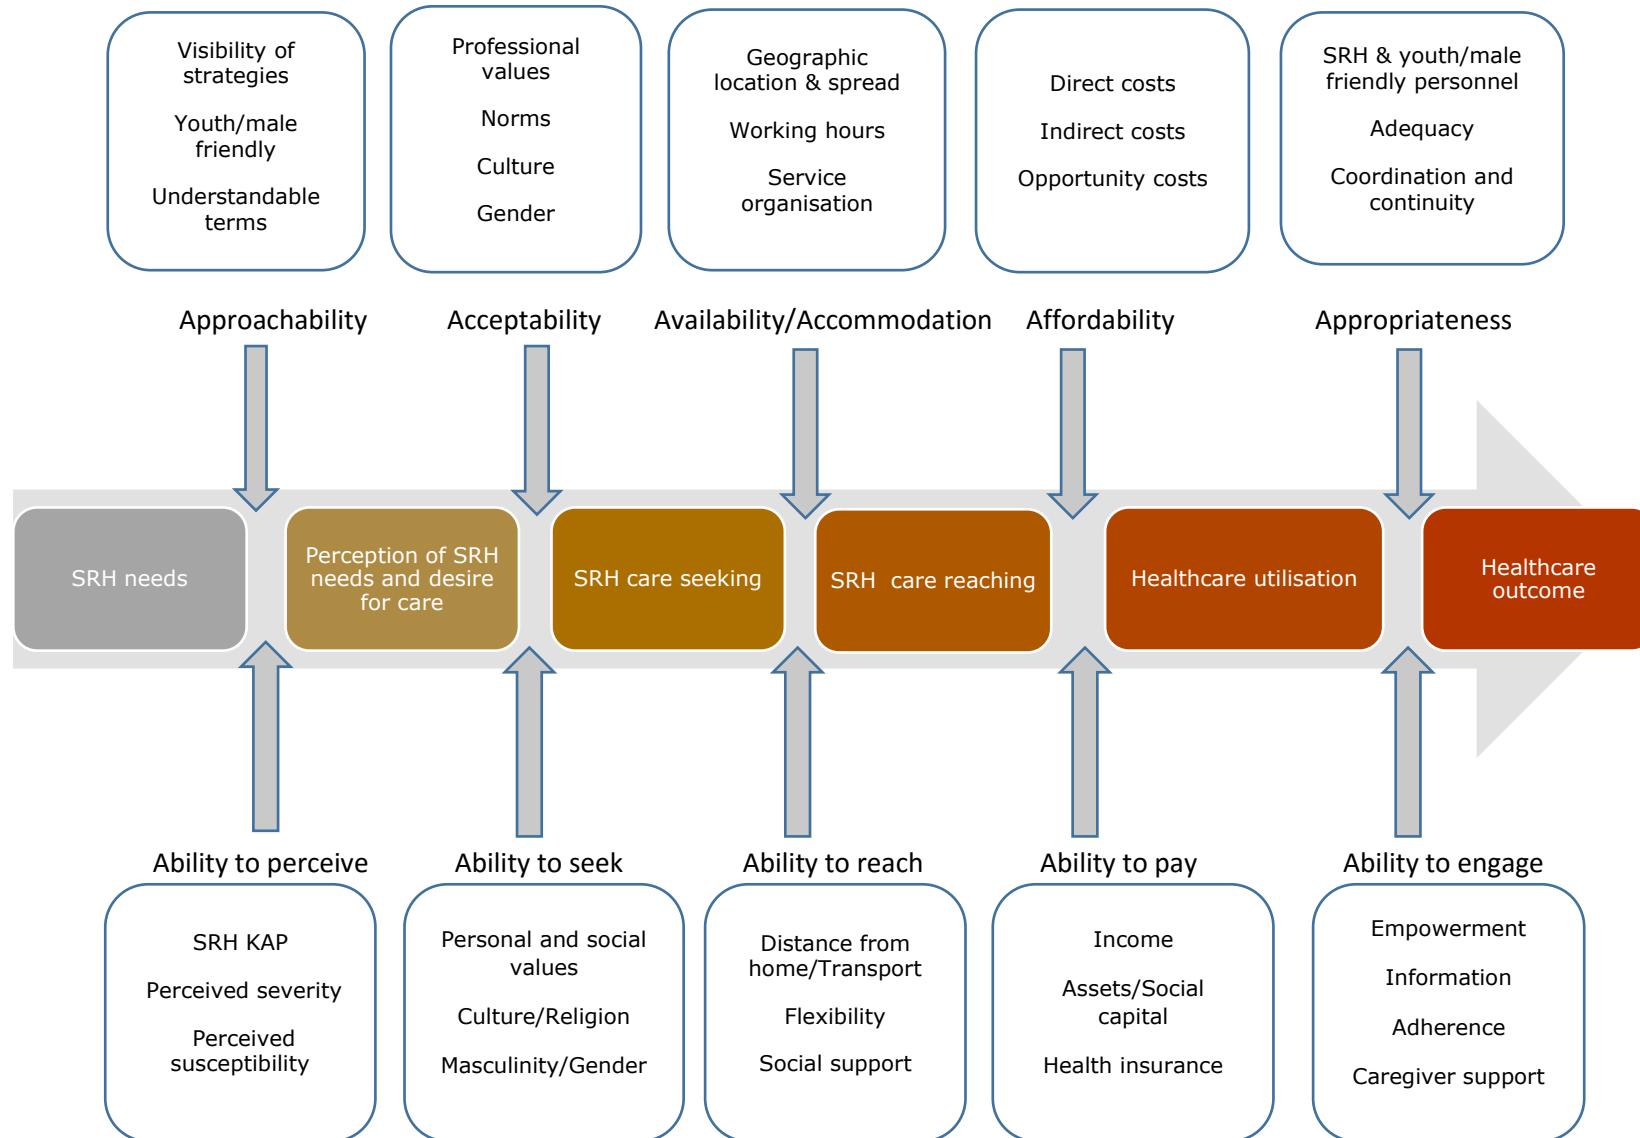 Visibility of
strategies
Youth/male
friendly
Understandable
terms
Professional
values
Norms
Culture
Gender
Geographic
location & spread
Working hours
Service
organisation
Direct costs
Indirect costs
Opportunity costs
SRH & youth/male
friendly personnel
Adequacy
Coordination and
continuity
Approachability
Acceptability
Availability/Accommodation
Affordability
Appropriateness
SRH needs
Perception of SRH
needs and desire
for care
SRH care seeking
SRH care reaching
Healthcare utilisation
Healthcare
outcome
Ability to perceive
Ability to seek
Ability to reach
Ability to pay
Ability to engage
SRH KAP
Perceived severity
Perceived
susceptibility
Personal and social
values
Culture/Religion
Masculinity/Gender
Distance from
home/Transport
Flexibility
Social support
Income
Assets/Social
capital
Health insurance
Empowerment
Information
Adherence
Caregiver support